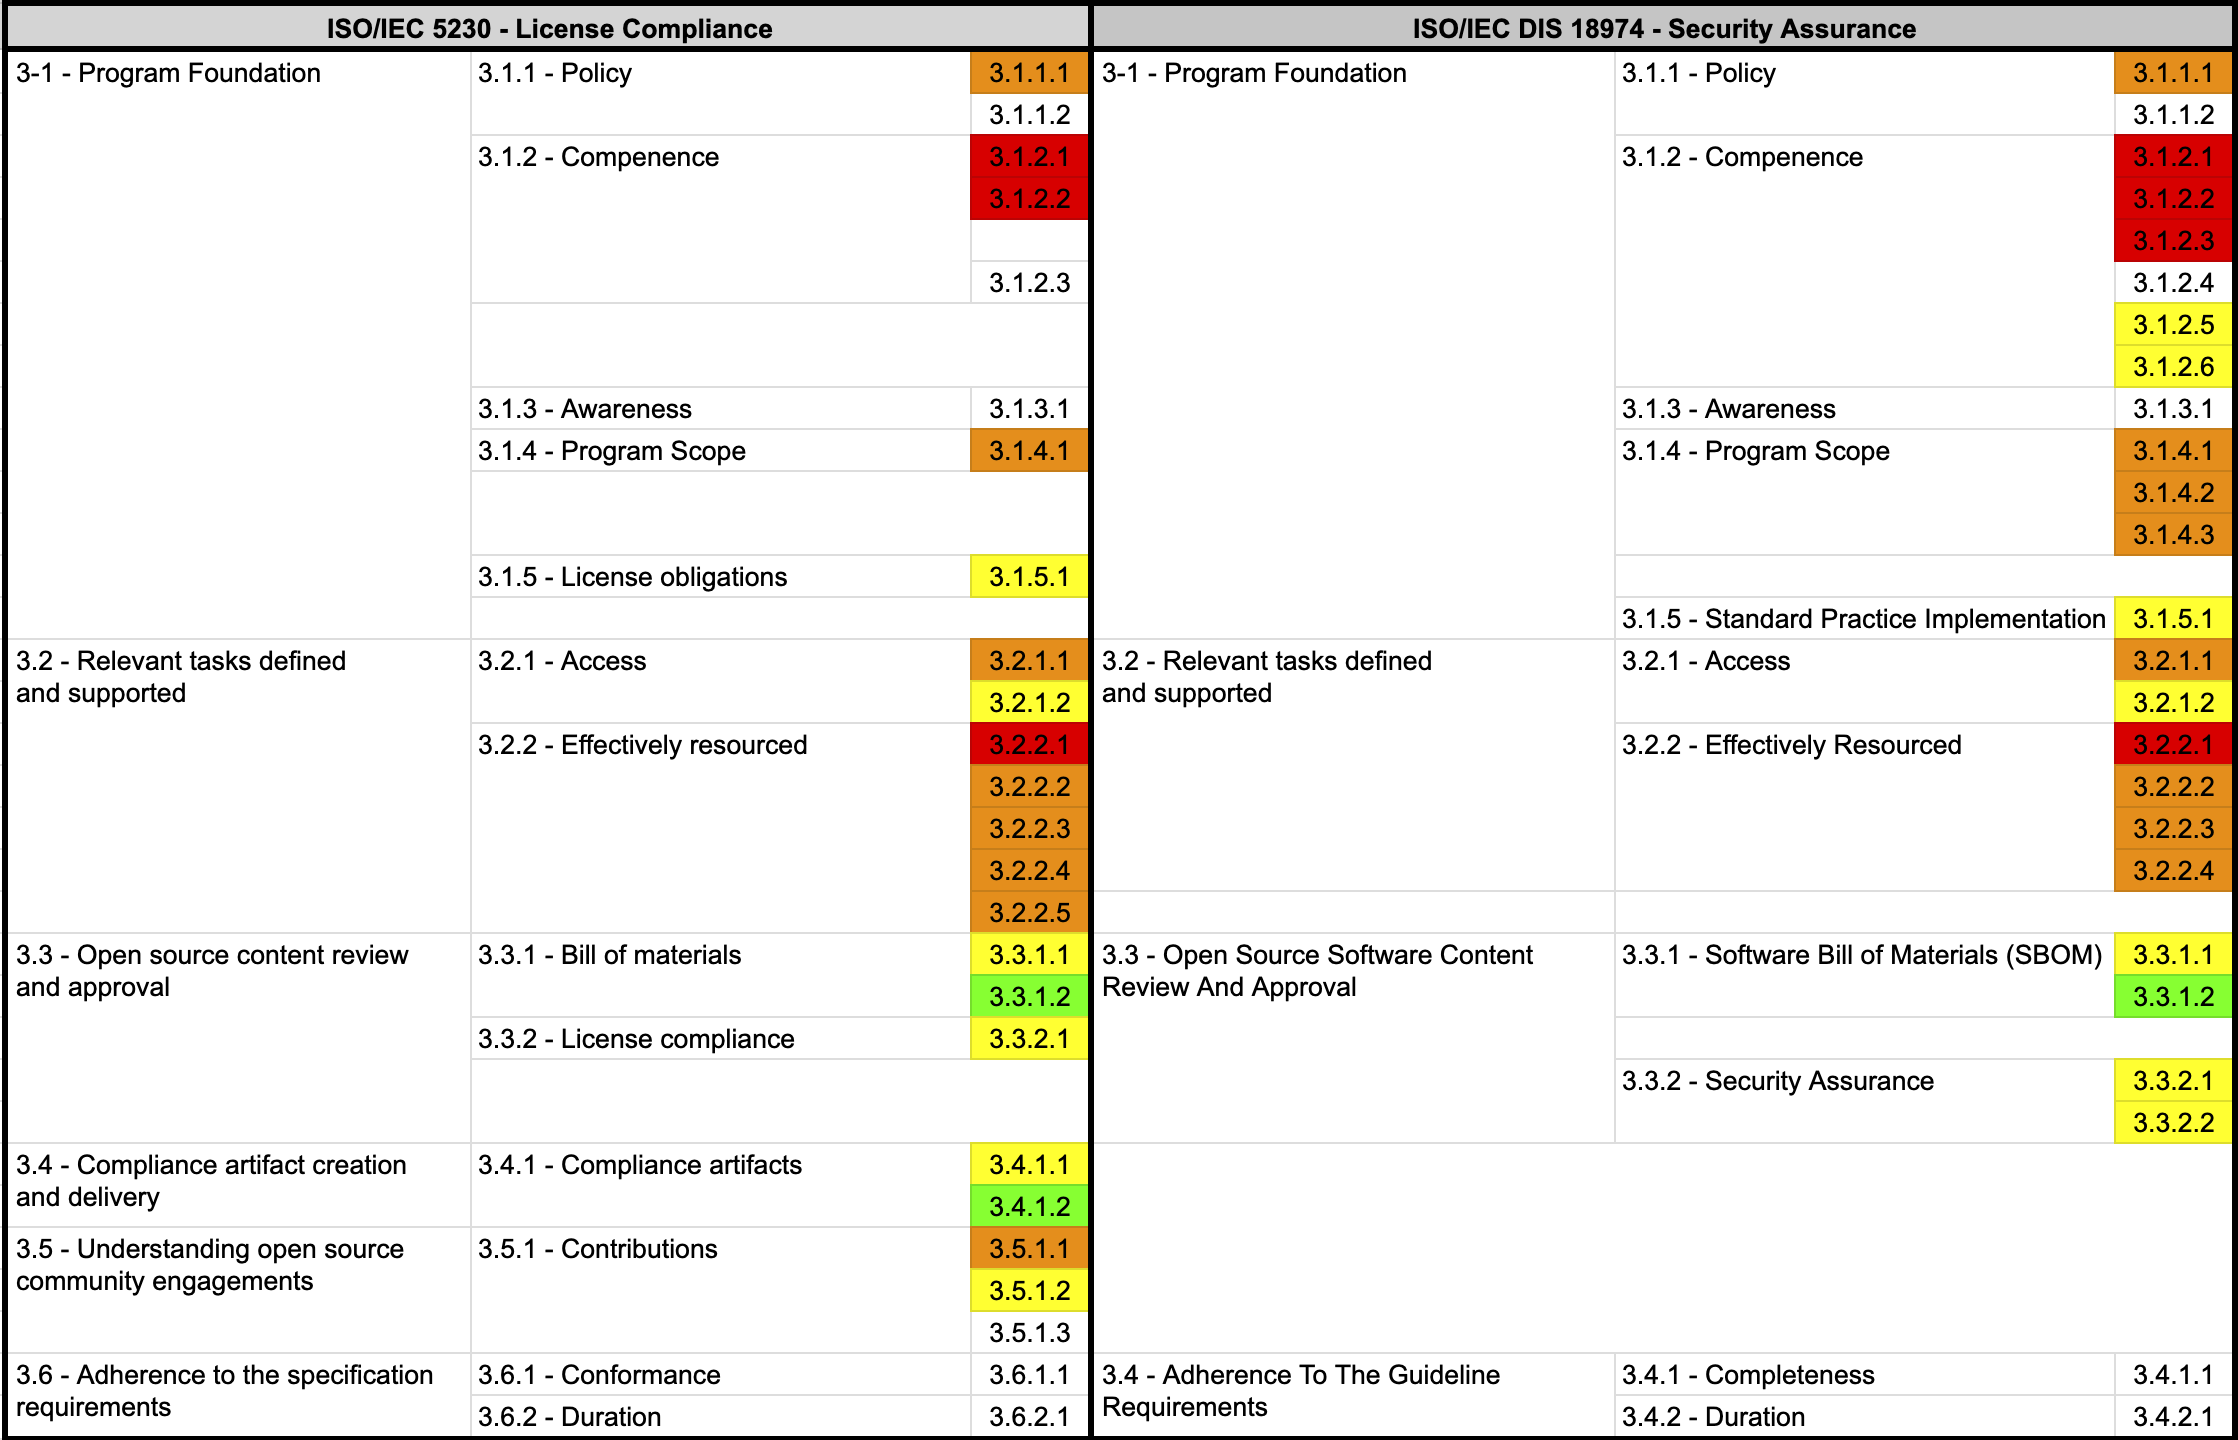 ISO/IEC 5230 - License Compliance ISO/IEC DIS 18974 - Security Assurance
3-1 - Program Foundation 3.1.1 - Policy 3.1.1.1 3-1 - Program Foundation 3.1.1 - Policy 3.1.1.1
3.1.1.2 3.1.1.2
3.1.2 - Compenence 3.1.2.1 3.1.2 - Compenence 3.1.2.1
3.1.2.2 3.1.2.2
3.1.2.3
3.1.2.3 3.1.2.4
3.1.2.5
3.1.2.6
3.1.3 - Awareness 3.1.3.1 3.1.3 - Awareness 3.1.3.1
3.1.4 - Program Scope 3.1.4.1 3.1.4 - Program Scope 3.1.4.1
3.1.4.2
3.1.4.3
3.1.5 - License obligations 3.1.5.1
3.1.5 - Standard Practice Implementation 3.1.5.1
3.2 - Relevant tasks defined 3.2.1 - Access 3.2.1.1 3.2 - Relevant tasks defined 3.2.1 - Access 3.2.1.1
and supported 3.2.1.2 and supported 3.2.1.2
3.2.2 - Effectively resourced 3.2.2.1 3.2.2 - Effectively Resourced 3.2.2.1
3.2.2.2 3.2.2.2
3.2.2.3 3.2.2.3
3.2.2.4 3.2.2.4
3.2.2.5
3.3 - Open source content review 3.3.1 - Bill of materials 3.3.1.1 3.3 - Open Source Software Content 3.3.1 - Software Bill of Materials (SBOM) 3.3.1.1
and approval 3.3.1.2 Review And Approval 3.3.1.2
3.3.2 - License compliance 3.3.2.1
3.3.2 - Security Assurance 3.3.2.1
3.3.2.2
3.4 - Compliance artifact creation 3.4.1 - Compliance artifacts 3.4.1.1
and delivery 3.4.1.2
3.5 - Understanding open source 3.5.1 - Contributions 3.5.1.1
community engagements 3.5.1.2
3.5.1.3
3.6 - Adherence to the specification 3.6.1 - Conformance 3.6.1.1 3.4 - Adherence To The Guideline 3.4.1 - Completeness 3.4.1.1
requirements 3.6.2 - Duration 3.6.2.1 Requirements 3.4.2 - Duration 3.4.2.1